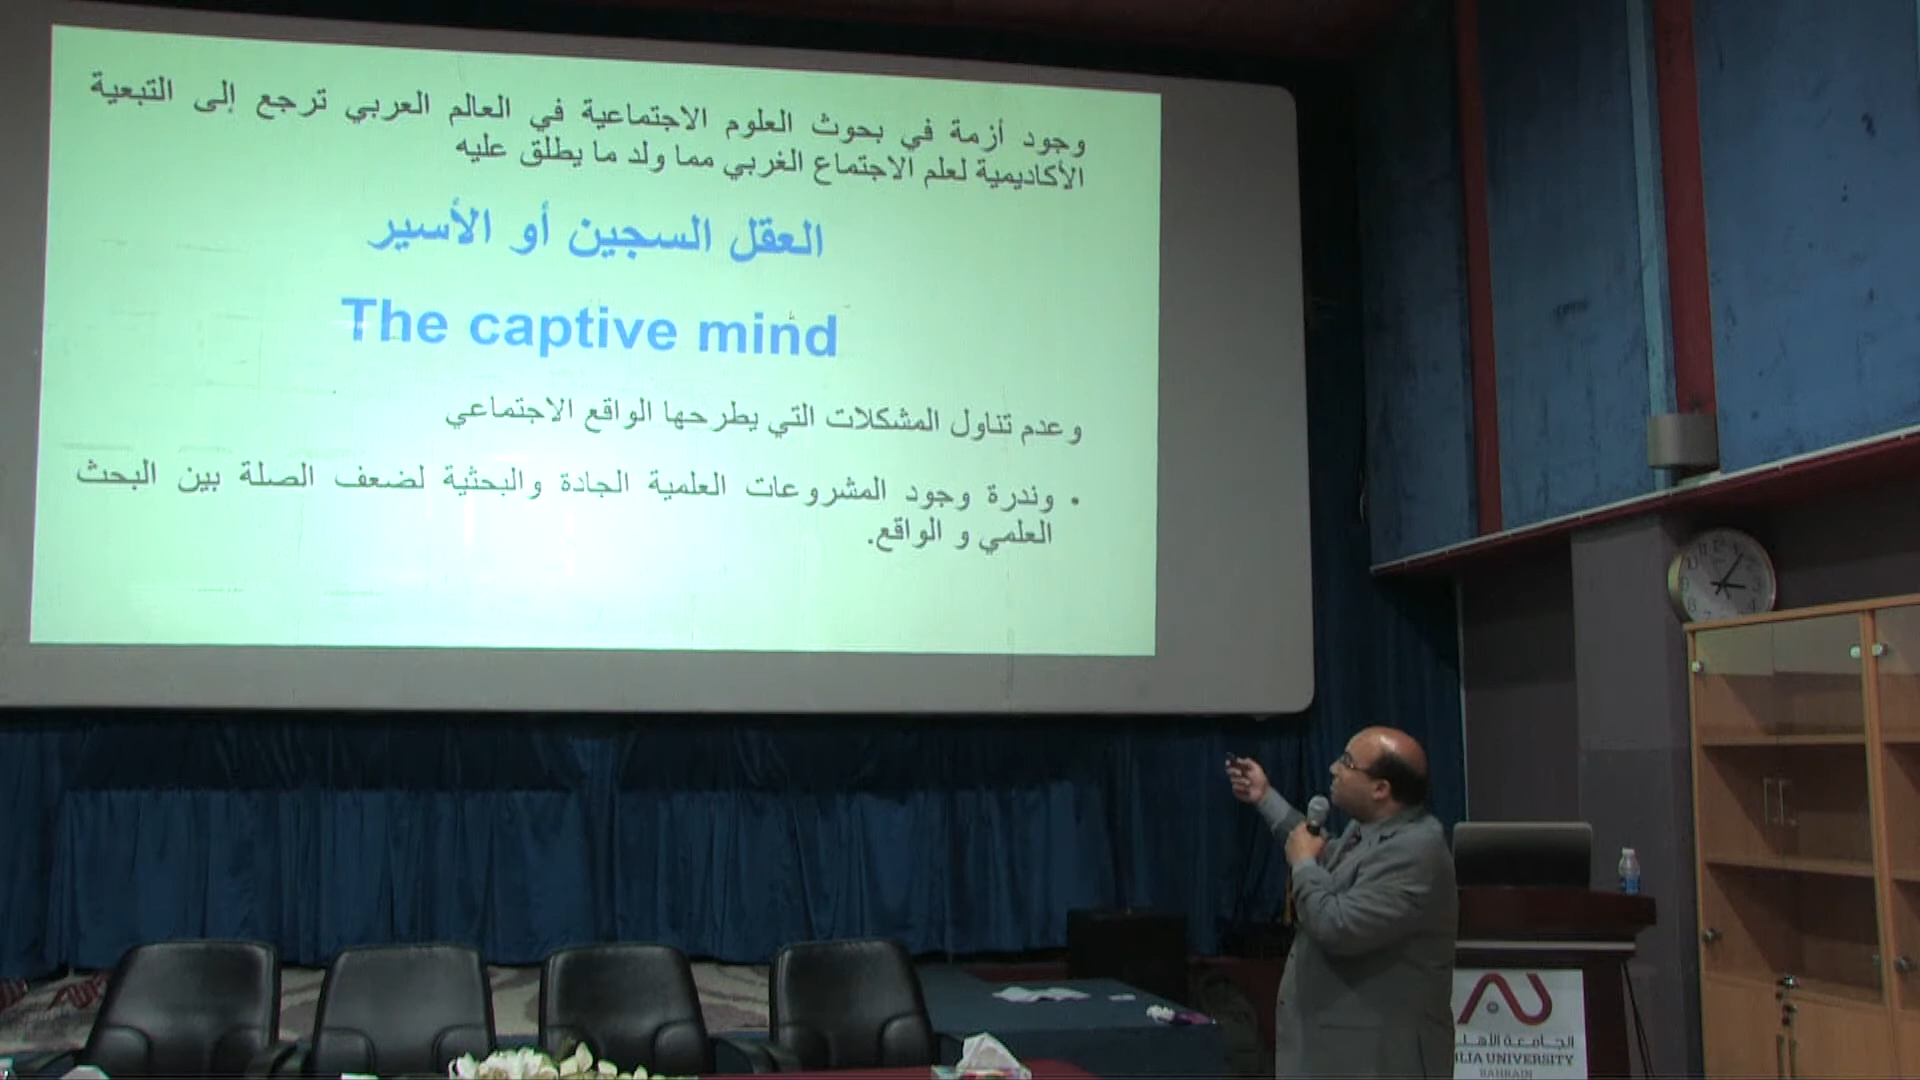 وجود أزمة في بحوث العلوم الاجتماعية في العالم العربي ترجع إلى التبعية
الأكاديمية لعلم الاجتماع الغربي مما ولد ما يطلق عليه
العقل السجين أو الأسير
The captive mind
وعدم تناول المشكلات التي يطرحها الواقع الاجتماعي
• وندرة وجود المشروعات العلمية الجادة والبحثية لضعف الصلة بين البحث
العلمي و الواقع.
الجامعة الأهلـ
LIA UNIVERSITY
BAHRAIN